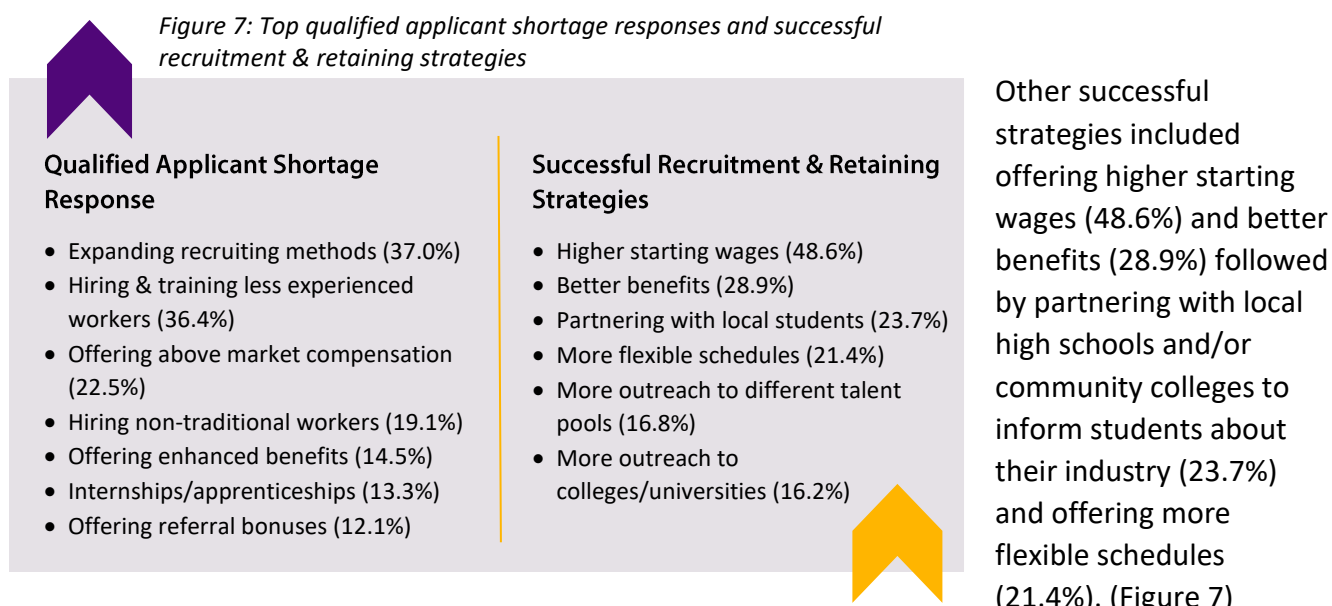 Figure 7: Top qualified applicant shortage responses and successful
recruitment & retaining strategies
Qualified Applicant Shortage
Response
• Expanding recruiting methods (37.0%)
• Hiring & training less experienced
workers (36.4%)
• Offering above market compensation
(22.5%)
• Hiring non-traditional workers (19.1%)
• Offering enhanced benefits (14.5%)
• Internships/apprenticeships (13.3%)
• Offering referral bonuses (12.1%)
Successful Recruitment & Retaining
Strategies
• Higher starting wages (48.6%)
• Better benefits (28.9%)
• Partnering with local students (23.7%)
• More flexible schedules (21.4%)
• More outreach to different talent
pools (16.8%)
• More outreach to
colleges/universities (16.2%)
Other successful
strategies included
offering higher starting
wages (48.6%) and better
benefits (28.9%) followed
by partnering with local
high schools and/or
community colleges to
inform students about
their industry (23.7%)
and offering more
flexible schedules
(21.4%). (Figure 7)